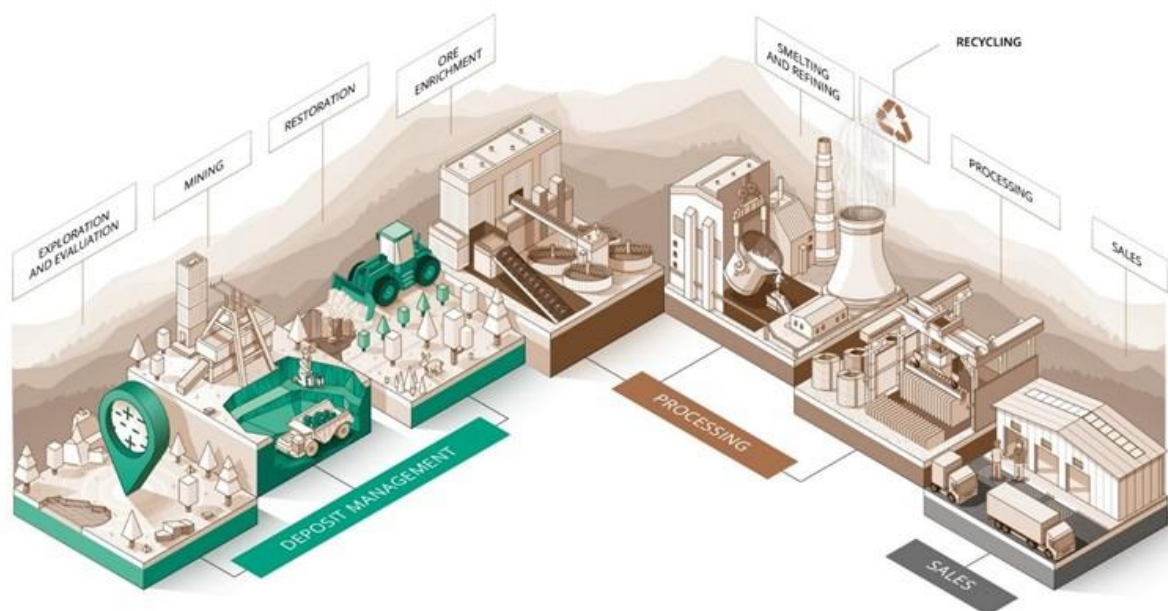 EXPLORATION
AND EVALUATION
MINING
RESTORATION
ORE
ENRICHMENT
SMELTING
AND REFINING
RECYCLING
PROCESSING
SALES
DEPOSIT MANAGEMENT
PROCESSING
SALES